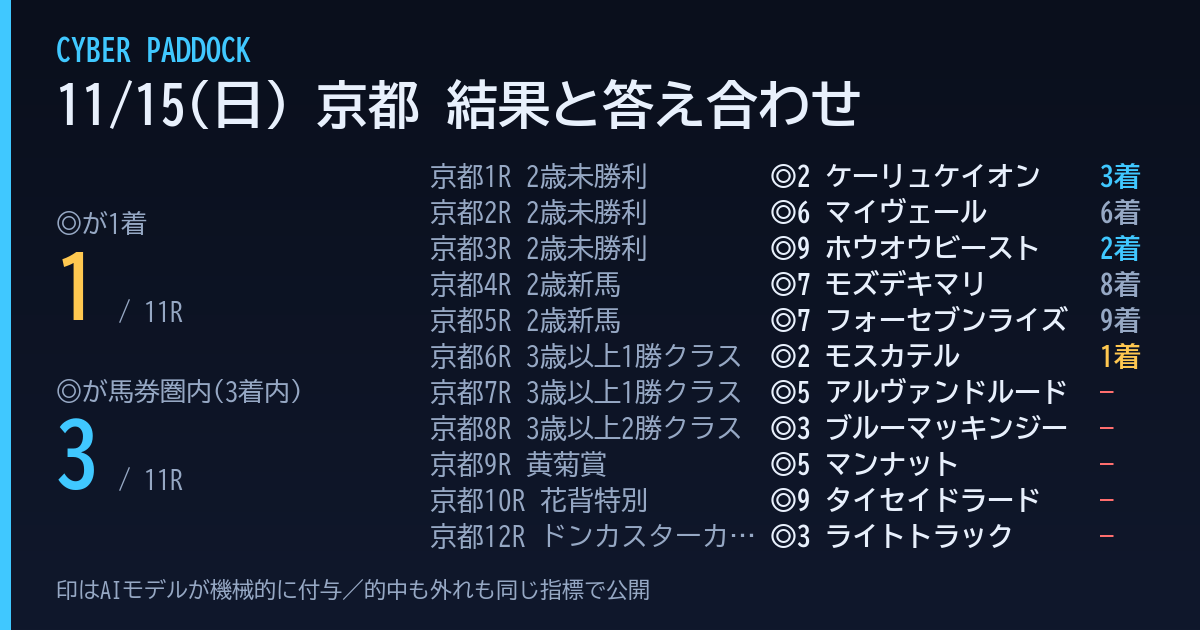 CYBER PADDOCK
11/15(日) 京都 結果と答え合わせ
◎が1着
1 / 11R
◎が馬券圏内(3着内)
3 / 11R
京都1R 2歳未勝利 ◎2 ケーリュケイオン 3着
京都2R 2歳未勝利 ◎6 マイヴェール 6着
京都3R 2歳未勝利 ◎9 ホウオウビースト 2着
京都4R 2歳新馬 ◎7 モズデキマリ 8着
京都5R 2歳新馬 ◎7 フォーセブンライズ 9着
京都6R 3歳以上1勝クラス ◎2 モスカテル 1着
京都7R 3歳以上1勝クラス ◎5 アルヴァンドルード –
京都8R 3歳以上2勝クラス ◎3 ブルーマッキンジー –
京都9R 黄菊賞 ◎5 マンナット –
京都10R 花背特別 ◎9 タイセイドラード –
京都12R ドンカスターカ… ◎3 ライトトラック –
印はAIモデルが機械的に付与／的中も外れも同じ指標で公開